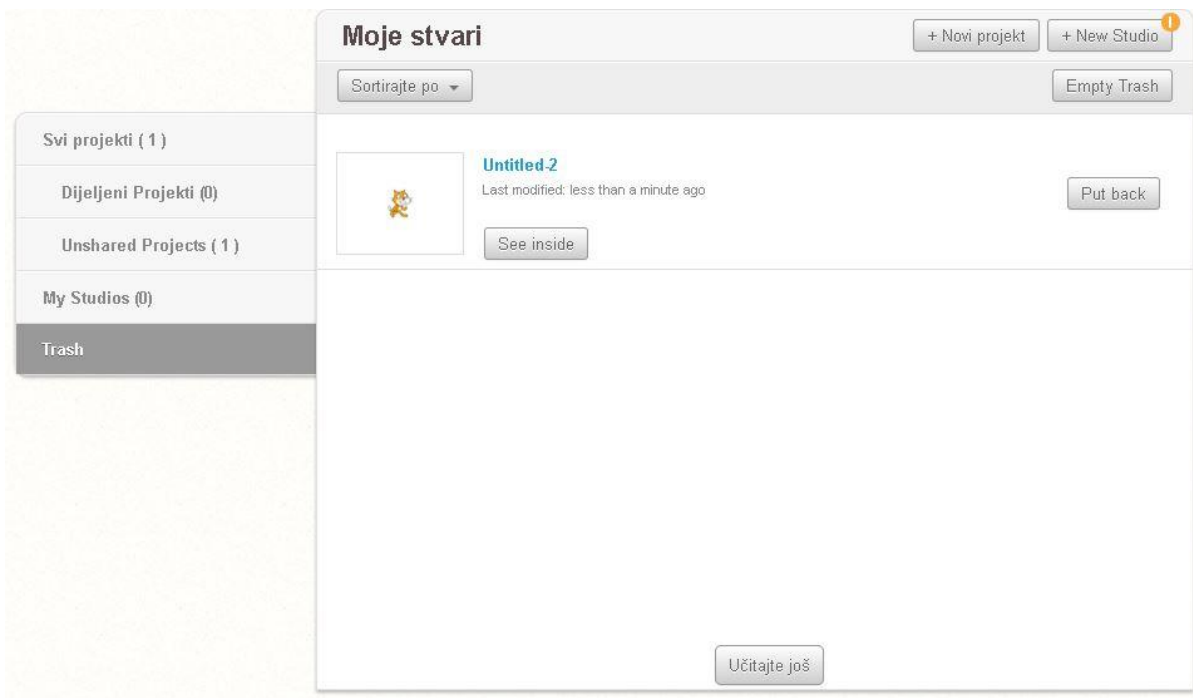 Moje stvari
+ Novi projekt
+ New Studio
!
Sortirajte po
Empty Trash
Svi projekti ( 1 )
Dijeljeni Projekti (0)
Unshared Projects ( 1 )
My Studios (0)
Trash
Untitled-2
Last modified: less than a minute ago
See inside
Put back
Učitajte još